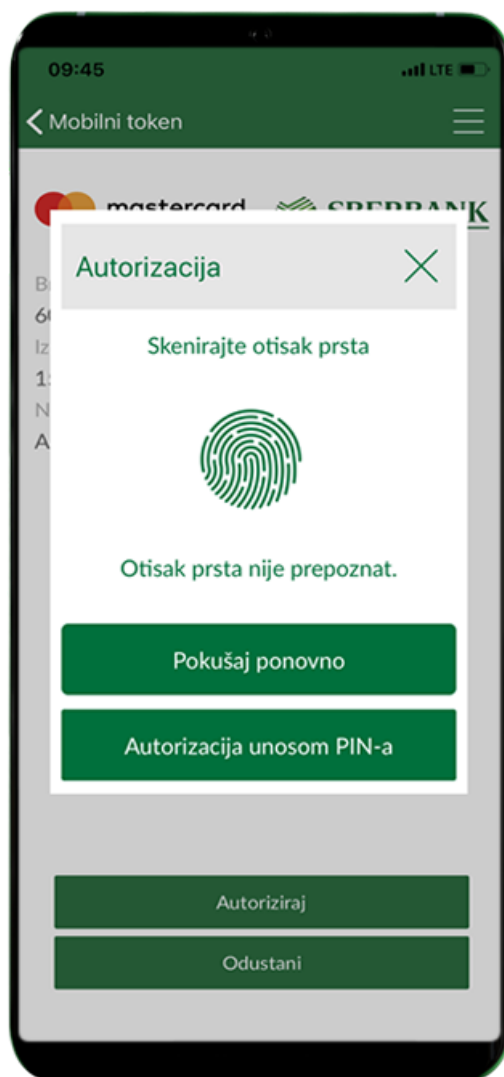 09:45
LTE
Mobilni token
mastercard
SBERBANK
Autorizacija
Skenirajte otisak prsta
Otisak prsta nije prepoznat.
Pokušaj ponovno
Autorizacija unosom PIN-a
Autoriziraj
Odustani